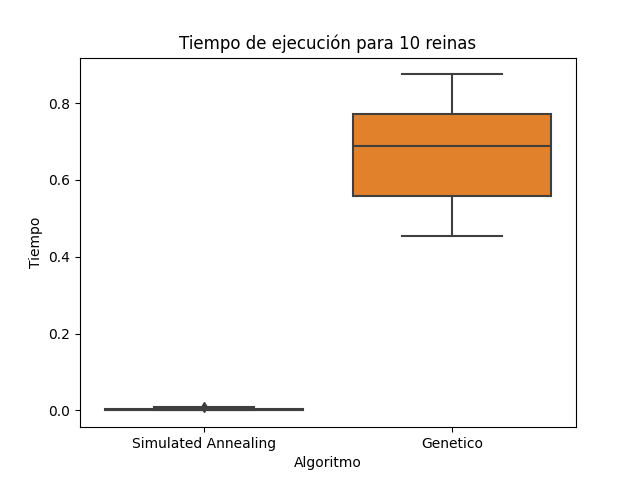 Tiempo de ejecución para 10 reinas
0.8
0.6
0.4
0.2
0.0
Tiempo
Simulated Annealing
Genetico
Algoritmo